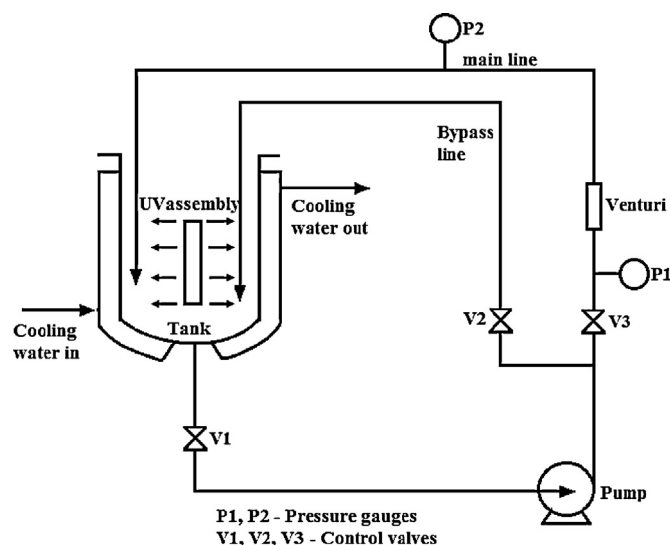 P2
main line
Bypass
line
UVassembly
Cooling
water out
Venturi
P1
Cooling
water in
Tank
V2
V3
V1
Pump
P1, P2 - Pressure gauges
V1, V2, V3 - Control valves